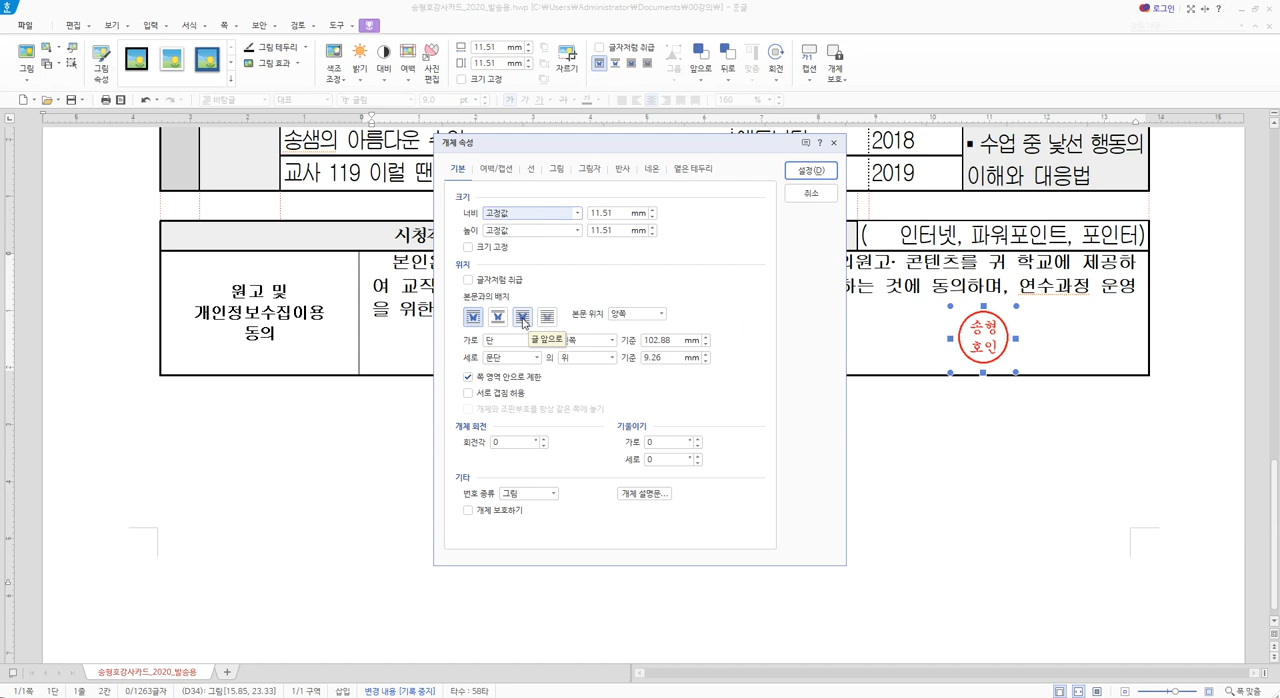 송형호강사카드_2020_발송용.hwp [C:\Users\Administrator\Documents\00강의\] - 호글
로그인
파일 편집 보기 입력 서식 쪽 보안 검토 도구
그림
그림 속성
그림 테두리
그림 효과
색조 조정
밝기
대비
여백
사진 편집
11.51 mm
11.51 mm
크기 고정
자르기
글자처럼 취급
그룹
앞으로
뒤로
맞춤
회전
캡션
개체 보호
바탕글 대표 굴림 9.0 pt 160 %
송샘의 아름다운
2018
교사 119 이럴 땐
2019
▪ 수업 중 낯선 행동의
이해와 대응법
( 인터넷, 파워포인트, 포인터)
원고 및
개인정보수집이용
동의
본인은
여 교직
을 위한
원고· 콘텐츠를 귀 학교에 제공하
하는 것에 동의하며, 연수과정 운영
송형
호인
개체 속성
기본 여백/캡션 선 그림 그림자 반사 네온 옅은 테두리
설정(D)
취소
크기
너비 고정값 11.51 mm
높이 고정값 11.51 mm
크기 고정
위치
글자처럼 취급
본문과의 배치
본문 위치 양쪽
글 앞으로
가로 단 쪽 기준 102.88 mm
세로 문단 의 위 기준 9.26 mm
쪽 영역 안으로 제한
서로 겹침 허용
개체와 조판부호를 항상 같은 쪽에 놓기
개체 회전 기울이기
회전각 0 가로 0
세로 0
기타
번호 종류 그림 개체 설명문...
개체 보호하기
송형호강사카드_2020_발송용
1/1쪽 1단 1줄 2칸 0/1263글자 (D34): 그림[15.85, 23.33] 1/1 구역 삽입 변경 내용 [기록 중지] 타수 : 58타 폭 맞춤